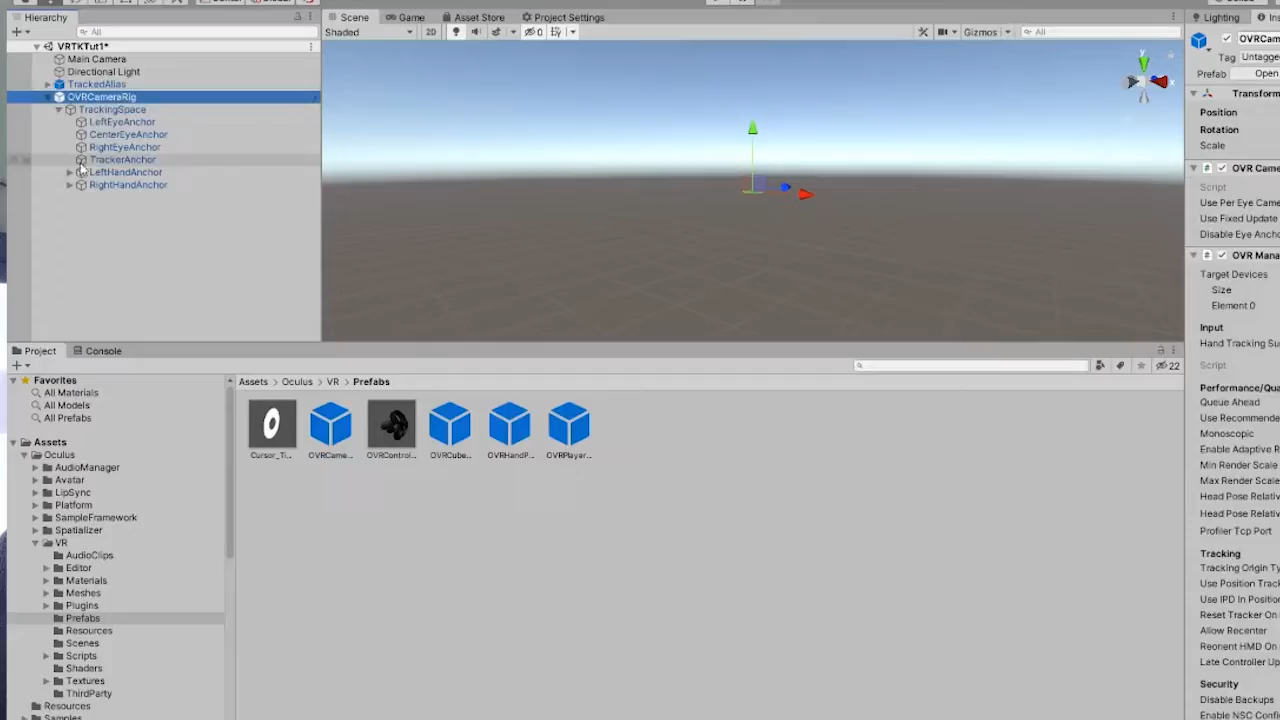 Hierarchy
All
VRTKTut1*
Main Camera
Directional Light
TrackedAlias
OVRCameraRig
TrackingSpace
LeftEyeAnchor
CenterEyeAnchor
RightEyeAnchor
TrackerAnchor
LeftHandAnchor
RightHandAnchor
Scene
Game
Asset Store
Project Settings
Shaded
2D
0
Gizmos
All
y
x
Lighting
OVRCam
Tag Untagge
Prefab Open
Transform
Position
Rotation
Scale
# OVR Came
Script
Use Per Eye Came
Use Fixed Update
Disable Eye Ancho
# OVR Mana
Target Devices
Size
Element 0
Input
Hand Tracking Su
Script
Performance/Qua
Queue Ahead
Use Recommende
Monoscopic
Enable Adaptive R
Min Render Scale
Max Render Scale
Head Pose Relativ
Head Pose Relativ
Profiler Tcp Port
Tracking
Tracking Origin Ty
Use Position Track
Use IPD In Position
Reset Tracker On
Allow Recenter
Reorient HMD On
Late Controller Up
Security
Disable Backups
Enable NSC Config
Project
Console
22
Favorites
All Materials
All Models
All Prefabs
Assets
Oculus
AudioManager
Avatar
LipSync
Platform
SampleFramework
Spatializer
VR
AudioClips
Editor
Materials
Meshes
Plugins
Prefabs
Resources
Scenes
Scripts
Shaders
Textures
ThirdParty
Resources
Samples
Assets > Oculus > VR > Prefabs
Cursor_Ti...
OVRCame...
OVRControl...
OVRCube...
OVRHandP...
OVRPlayer...